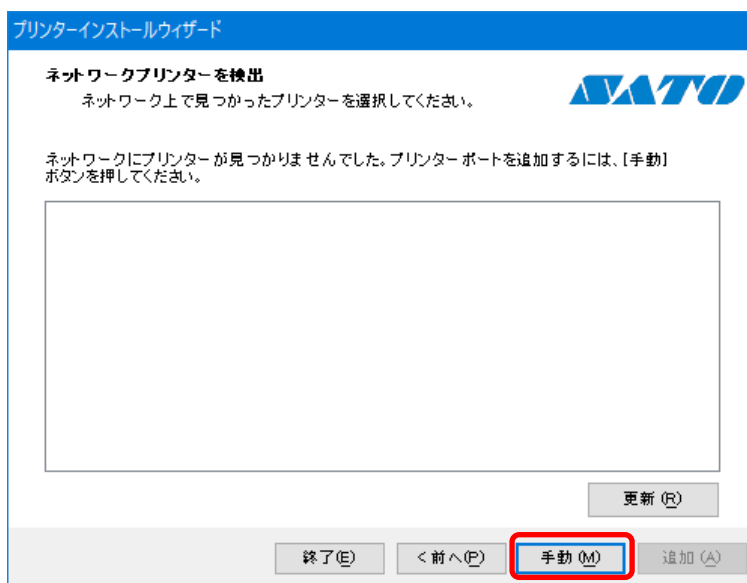 プリンターインストールウィザード
ネットワークプリンターを検出
ネットワーク上で見つかったプリンターを選択してください。
SATO
ネットワークにプリンターが見つかりませんでした。プリンターポートを追加するには、[手動]
ボタンを押してください。
更新(R)
終了(E)
<前へ(P)
手動(M)
追加(A)